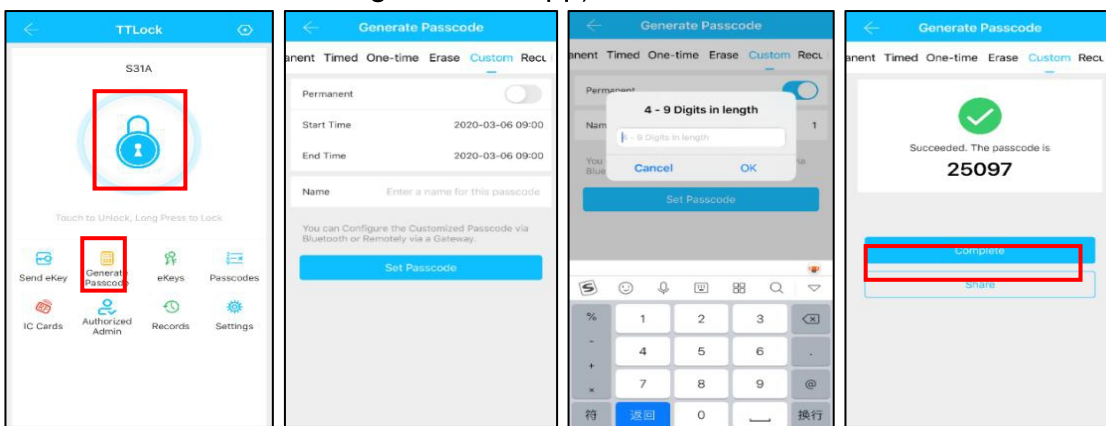 TTLock
S31A
Touch to Unlock, Long Press to Lock
Send eKey
Generate Passcode
eKeys
Passcodes
IC Cards
Authorized Admin
Records
Settings
Generate Passcode
anent Timed One-time Erase Custom Recu
Permanent
Start Time 2020-03-06 09:00
End Time 2020-03-06 09:00
Name Enter a name for this passcode
You can Configure the Customized Passcode via
Bluetooth or Remotely via a Gateway.
Set Passcode
Generate Passcode
anent Timed One-time Erase Custom Recu
Permanent
4 - 9 Digits in length
Nam 1
4 - 9 Digits in length
You via
Blue
Cancel OK
Set Passcode
% 1 2 3
- 4 5 6 .
+
× 7 8 9 @
符 返回 0 换行
Generate Passcode
anent Timed One-time Erase Custom Recu
Succeeded. The passcode is
25097
Complete
Share